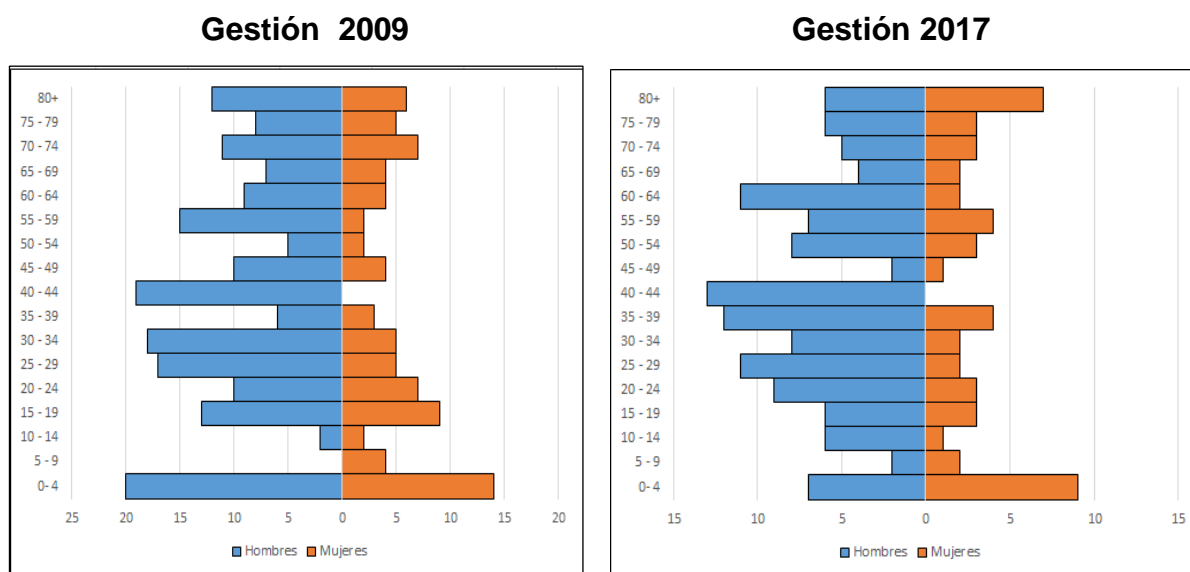 Gestión 2009
80+
75 - 79
70 - 74
65 - 69
60 - 64
55 - 59
50 - 54
45 - 49
40 - 44
35 - 39
30 - 34
25 - 29
20 - 24
15 - 19
10 - 14
5 - 9
0- 4
25 20 15 10 5 0 5 10 15 20
Hombres Mujeres
Gestión 2017
80+
75 - 79
70 - 74
65 - 69
60 - 64
55 - 59
50 - 54
45 - 49
40 - 44
35 - 39
30 - 34
25 - 29
20 - 24
15 - 19
10 - 14
5 - 9
0- 4
15 10 5 0 5 10 15
Hombres Mujeres